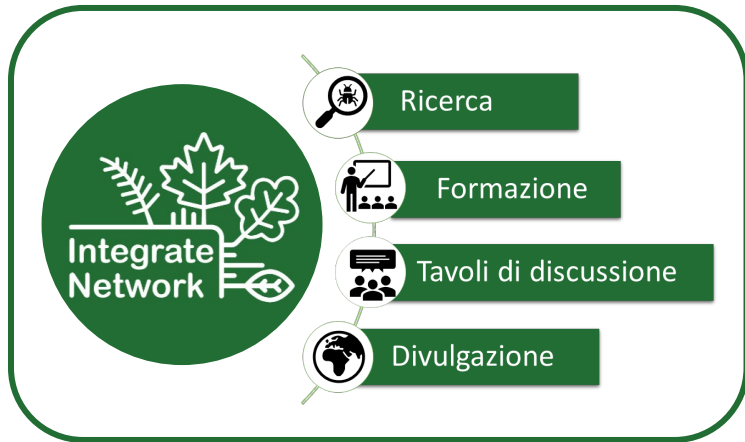 Integrate
Network
Ricerca
Formazione
Tavoli di discussione
Divulgazione